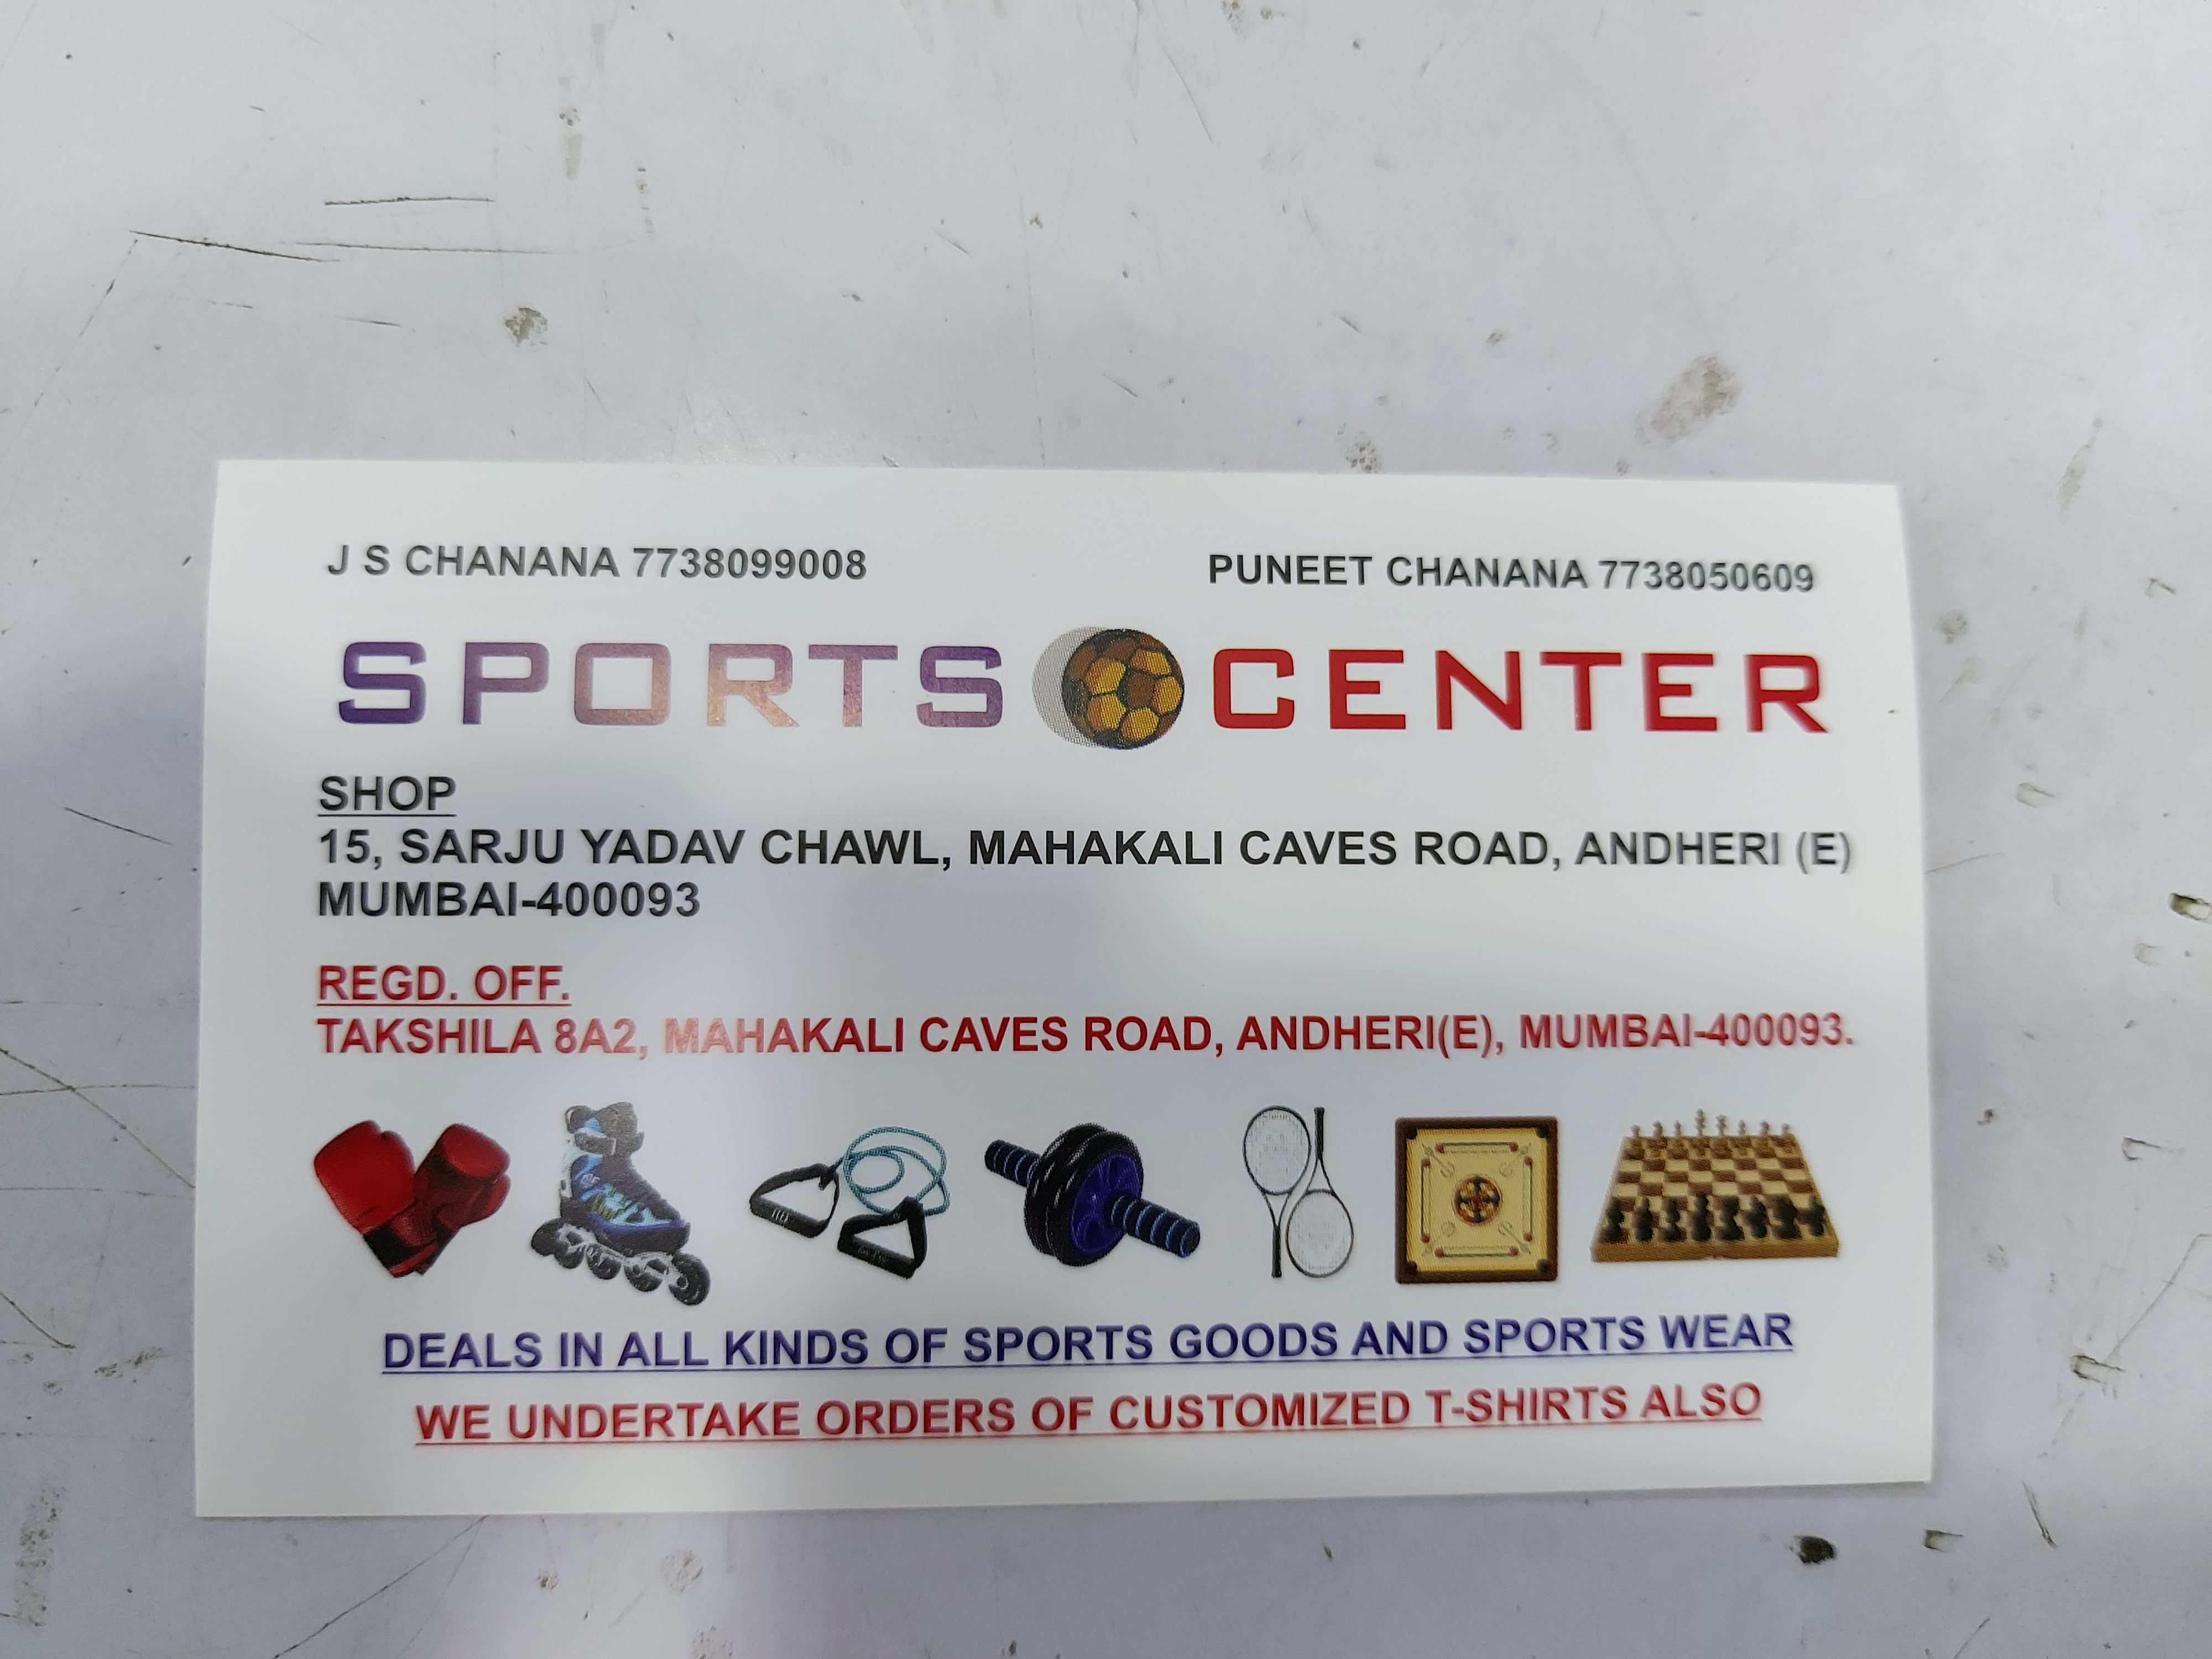 J S CHANANA 7738099008 PUNEET CHANANA 7738050609
SPORTS CENTER
SHOP
15, SARJU YADAV CHAWL, MAHAKALI CAVES ROAD, ANDHERI (E)
MUMBAI-400093
REGD. OFF.
TAKSHILA 8A2, MAHAKALI CAVES ROAD, ANDHERI(E), MUMBAI-400093.
DEALS IN ALL KINDS OF SPORTS GOODS AND SPORTS WEAR
WE UNDERTAKE ORDERS OF CUSTOMIZED T-SHIRTS ALSO